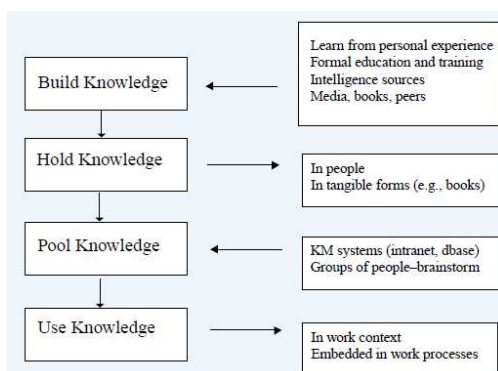 Build Knowledge
Learn from personal experience
Formal education and training
Intelligence sources
Media, books, peers
Hold Knowledge
In people
In tangible forms (e.g., books)
Pool Knowledge
KM systems (intranet, dbase)
Groups of people–brainstorm
Use Knowledge
In work context
Embedded in work processes